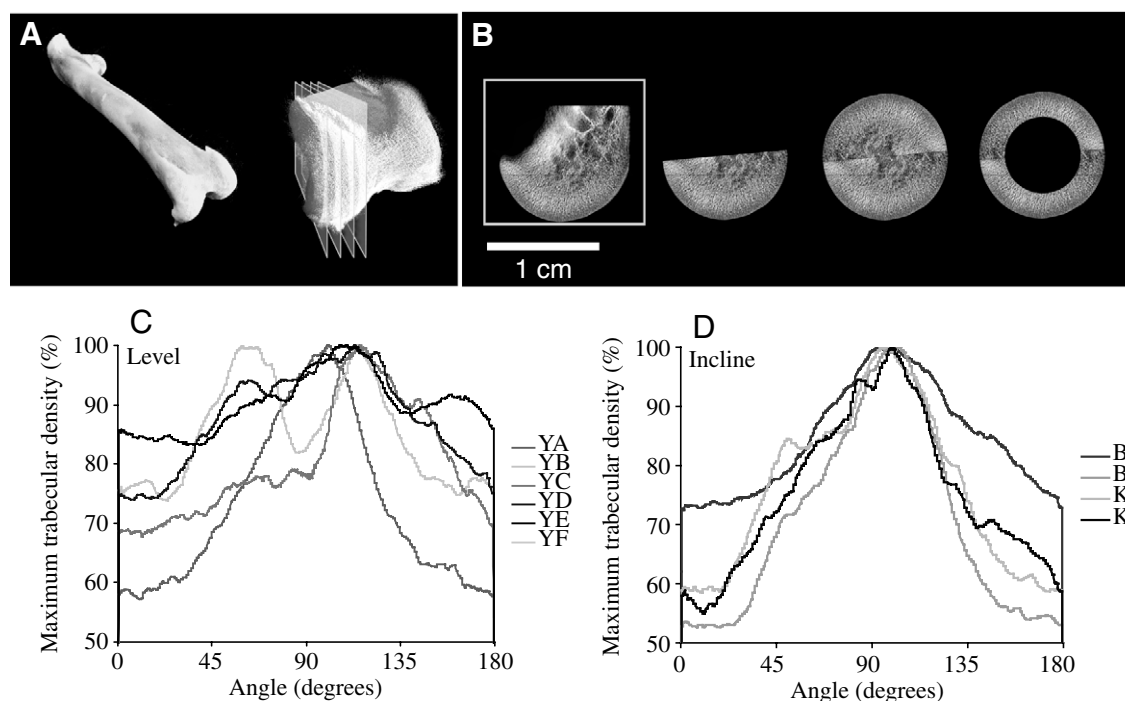 A
B
1 cm
C
Level
Maximum trabecular density (%)
100
90
80
70
60
50
0 45 90 135 180
Angle (degrees)
YA
YB
YC
YD
YE
YF
D
Incline
Maximum trabecular density (%)
100
90
80
70
60
50
0 45 90 135 180
Angle (degrees)
B
B
K
K